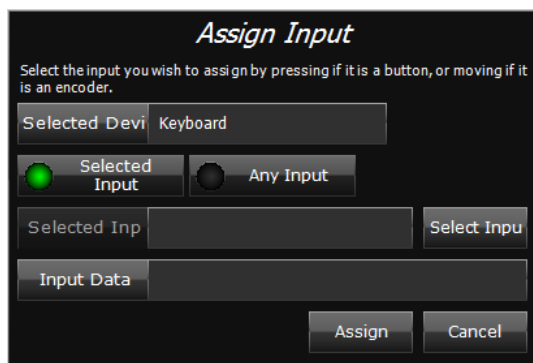 Assign Input
Select the input you wish to assign by pressing if it is a button, or moving if it
is an encoder.
Selected Devi Keyboard
Selected
Input
Any Input
Selected Inp
Select Inpu
Input Data
Assign Cancel